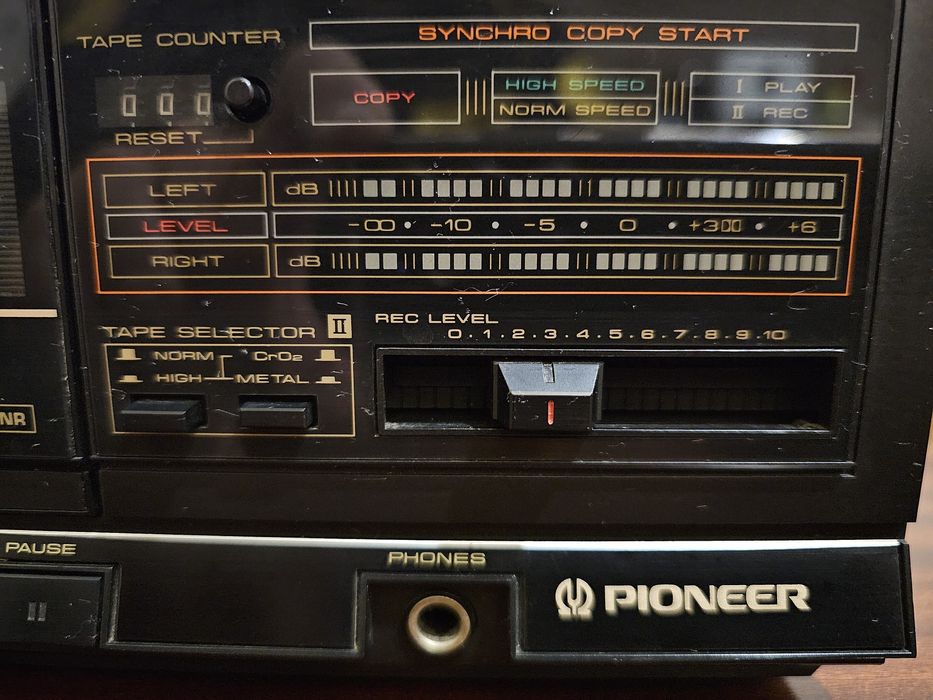 TAPE COUNTER
SYNCHRO COPY START
000
COPY
HIGH SPEED
NORM SPEED
I PLAY
II REC
RESET
LEFT
dB
LEVEL
-∞ • -10 • -5 • 0 • +3 • +6
RIGHT
dB
TAPE SELECTOR II
NORM CrO₂
HIGH METAL
REC LEVEL
0 . 1 . 2 . 3 . 4 . 5 . 6 . 7 . 8 . 9 . 10
NR
PAUSE
PHONES
PIONEER